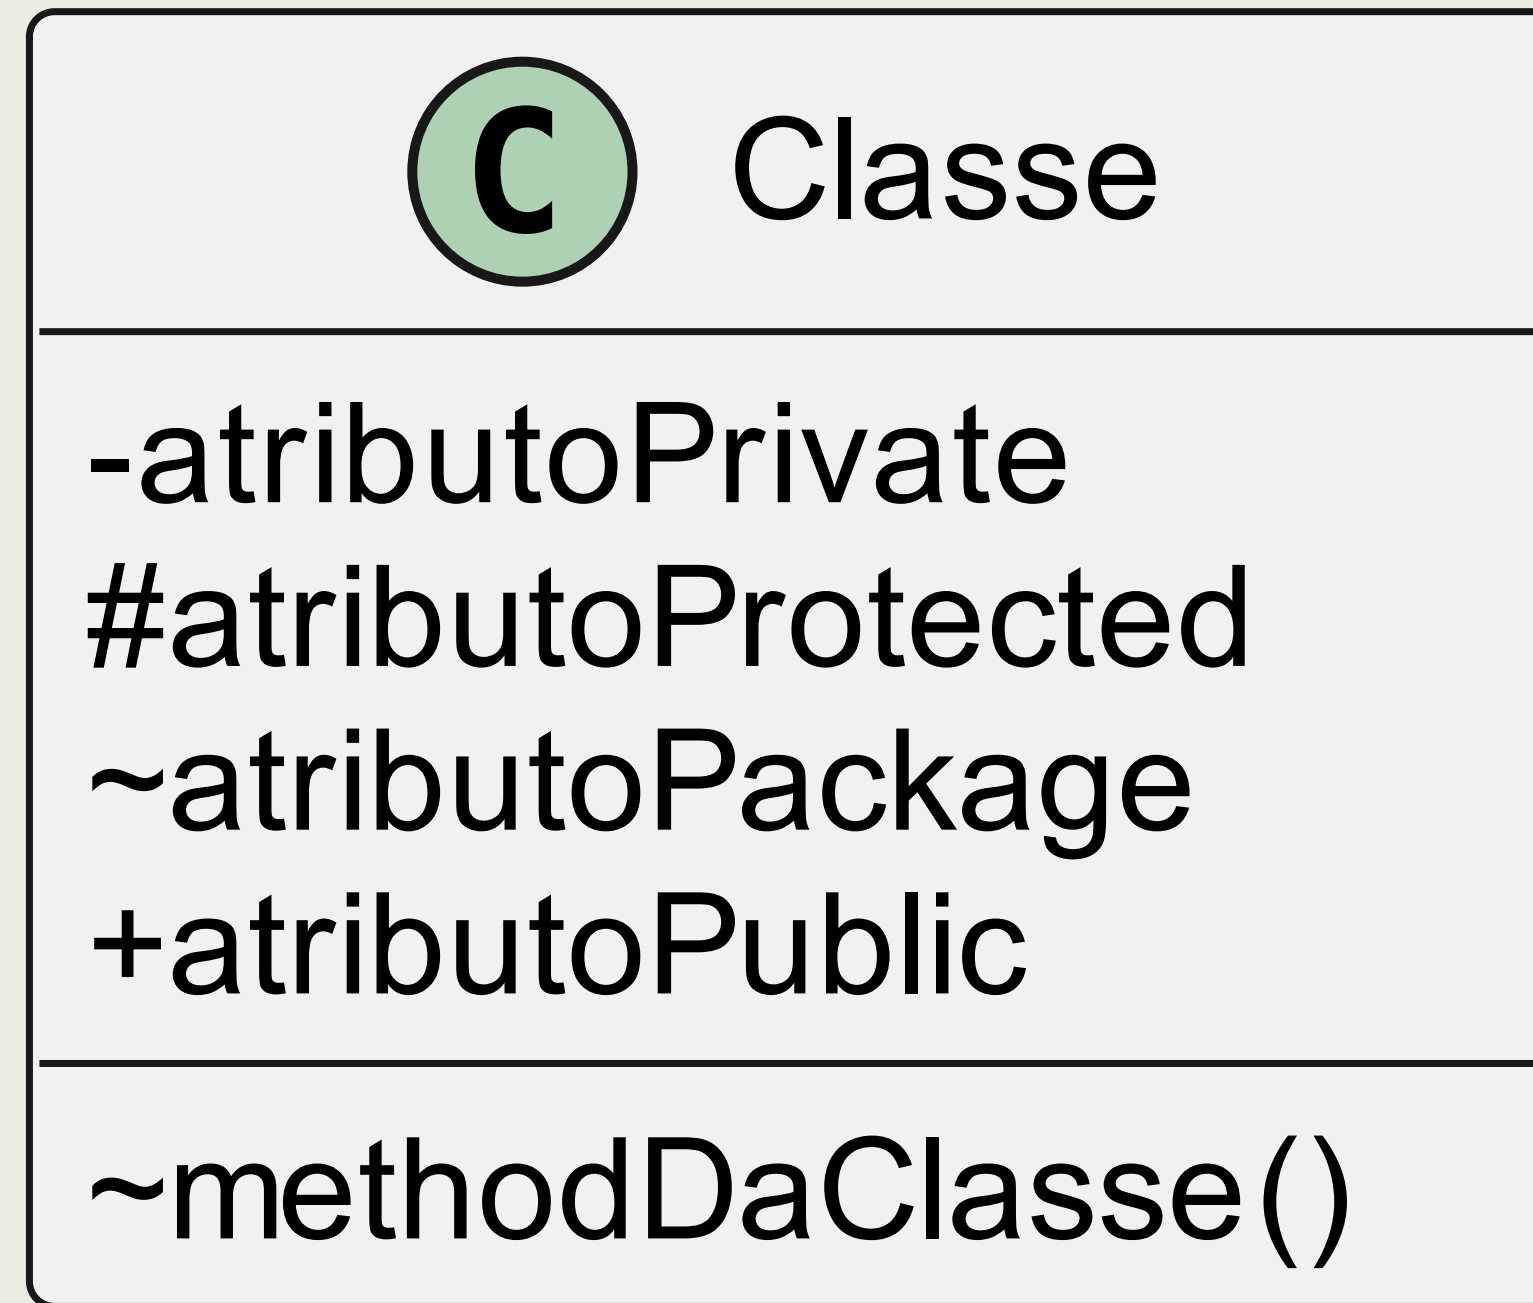 C Classe
-atributoPrivate
#atributoProtected
~atributoPackage
+atributoPublic
~methodDaClasse()